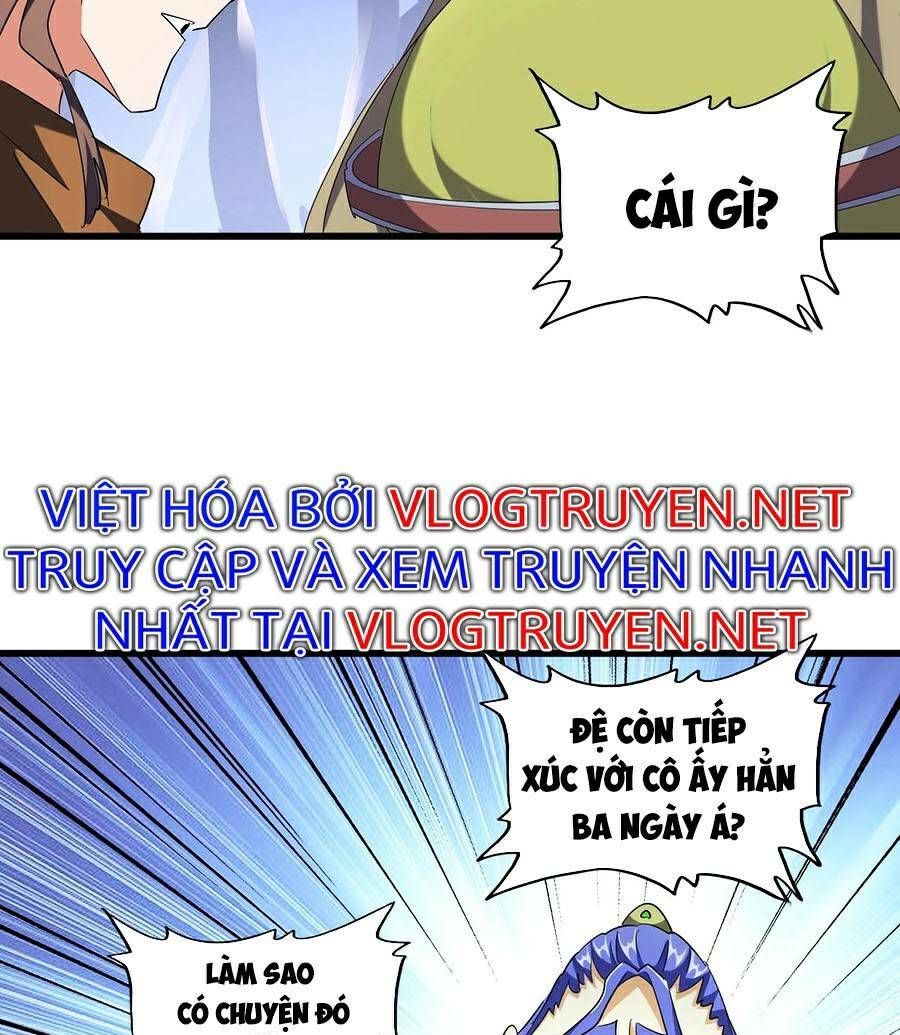 CÁI GÌ?
VIỆT HÓA BỞI VLOGTRUYEN.NET
TRUY CẬP VÀ XEM TRUYỆN NHANH
NHẤT TẠI VLOGTRUYEN.NET
ĐỆ CÒN TIẾP
XÚC VỚI CÔ ẤY HẲN
BA NGÀY Á?
LÀM SAO
CÓ CHUYỆN ĐÓ